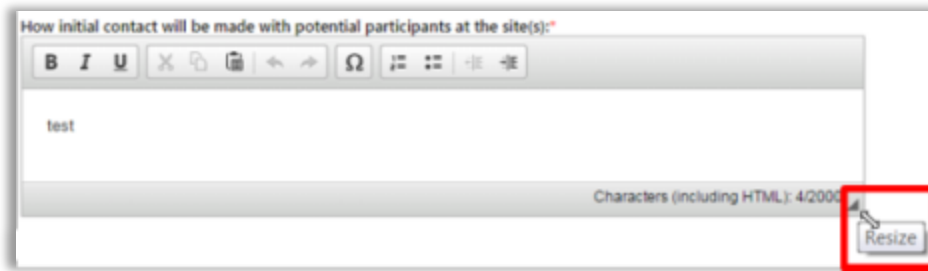 How initial contact will be made with potential participants at the site(s):*
B I U Ω
test
Characters (including HTML): 4/2000
Resize